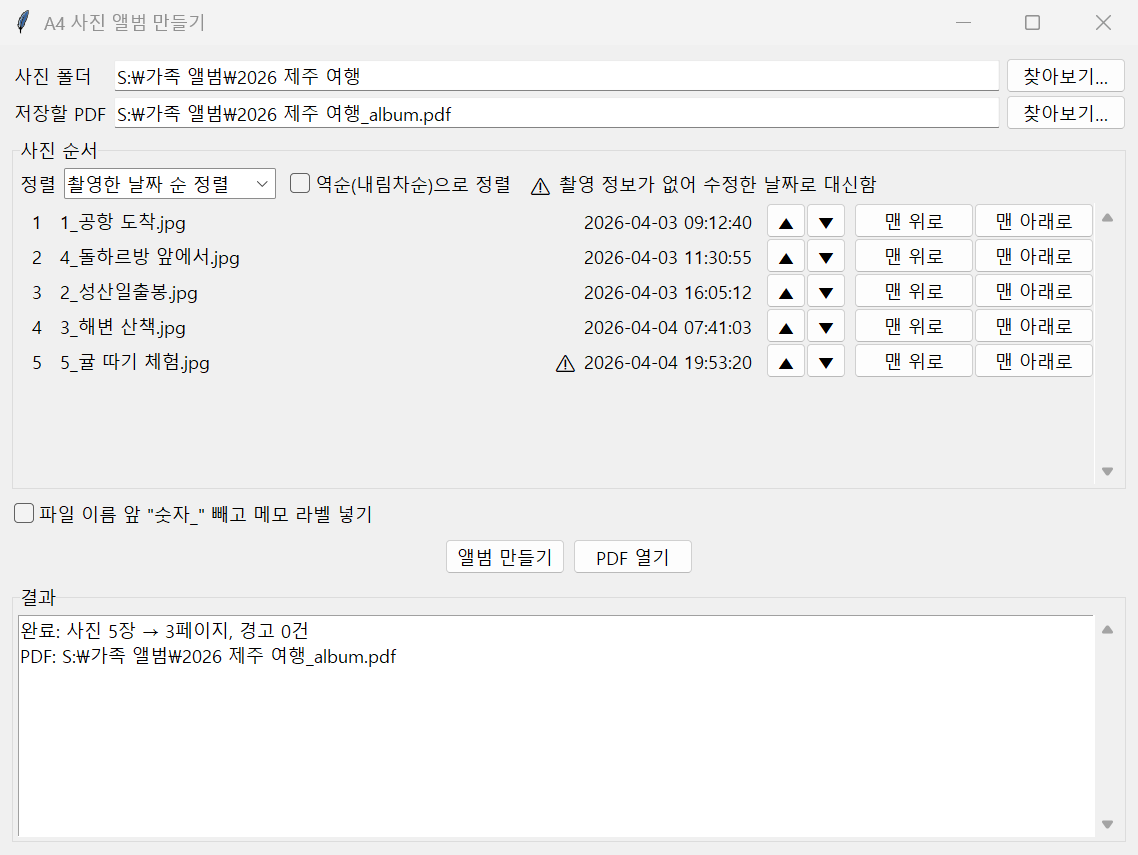 A4 사진 앨범 만들기
사진 폴더 S:₩가족 앨범₩2026 제주 여행 찾아보기...
저장할 PDF S:₩가족 앨범₩2026 제주 여행_album.pdf 찾아보기...
사진 순서
정렬 촬영한 날짜 순 정렬 역순(내림차순)으로 정렬 ⚠ 촬영 정보가 없어 수정한 날짜로 대신함
1 1_공항 도착.jpg 2026-04-03 09:12:40 ▲ ▼ 맨 위로 맨 아래로
2 4_돌하르방 앞에서.jpg 2026-04-03 11:30:55 ▲ ▼ 맨 위로 맨 아래로
3 2_성산일출봉.jpg 2026-04-03 16:05:12 ▲ ▼ 맨 위로 맨 아래로
4 3_해변 산책.jpg 2026-04-04 07:41:03 ▲ ▼ 맨 위로 맨 아래로
5 5_귤 따기 체험.jpg ⚠ 2026-04-04 19:53:20 ▲ ▼ 맨 위로 맨 아래로
파일 이름 앞 "숫자_" 빼고 메모 라벨 넣기
앨범 만들기 PDF 열기
결과
완료: 사진 5장 → 3페이지, 경고 0건
PDF: S:₩가족 앨범₩2026 제주 여행_album.pdf